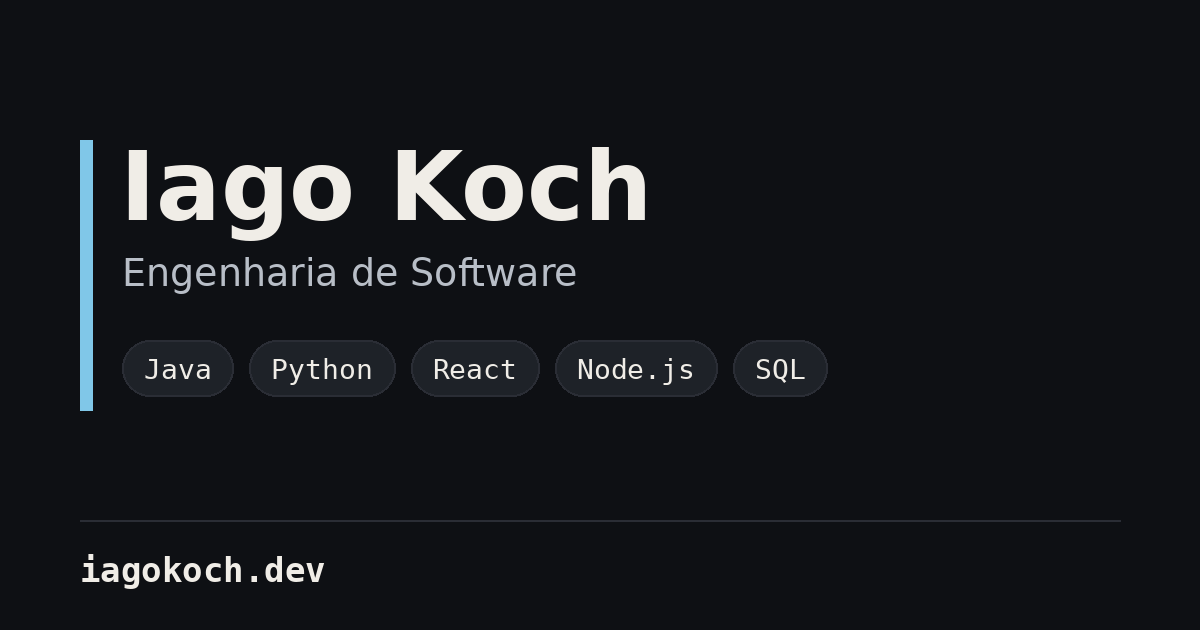 Iago Koch
Engenharia de Software
Java Python React Node.js SQL
iagokoch.dev